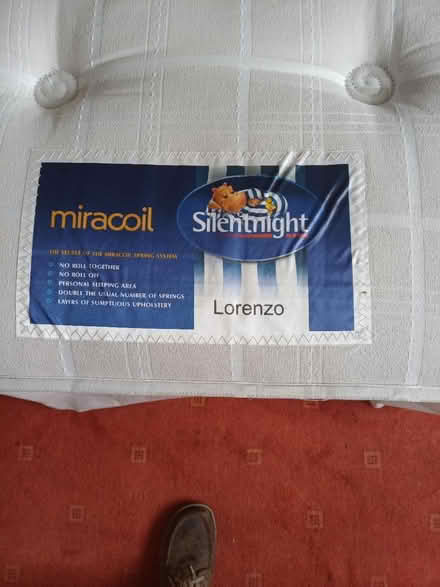 miracoil
THE SECRET OF THE MIRACOIL SPRING SYSTEM
NO ROLL TOGETHER
NO ROLL OFF
PERSONAL SLEEPING AREA
DOUBLE THE USUAL NUMBER OF SPRINGS
LAYERS OF SUMPTUOUS UPHOLSTERY
Silentnight
Lorenzo